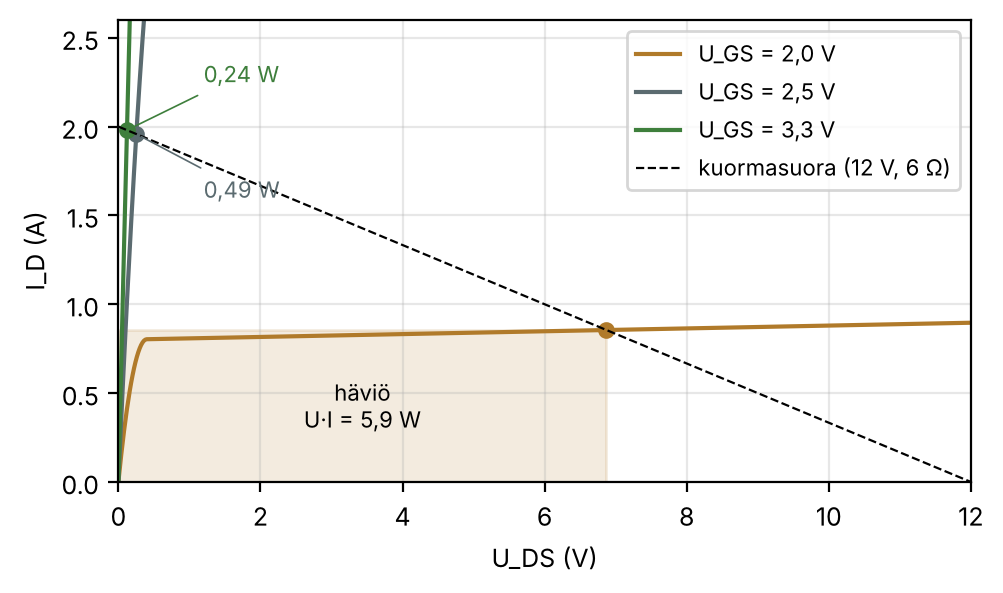 2.5
2.0
1.5
1.0
0.5
0.0
I_D (A)
0,24 W
0,49 W
U_GS = 2,0 V
U_GS = 2,5 V
U_GS = 3,3 V
kuormasuora (12 V, 6 Ω)
häviö
U·I = 5,9 W
0 2 4 6 8 10 12
U_DS (V)